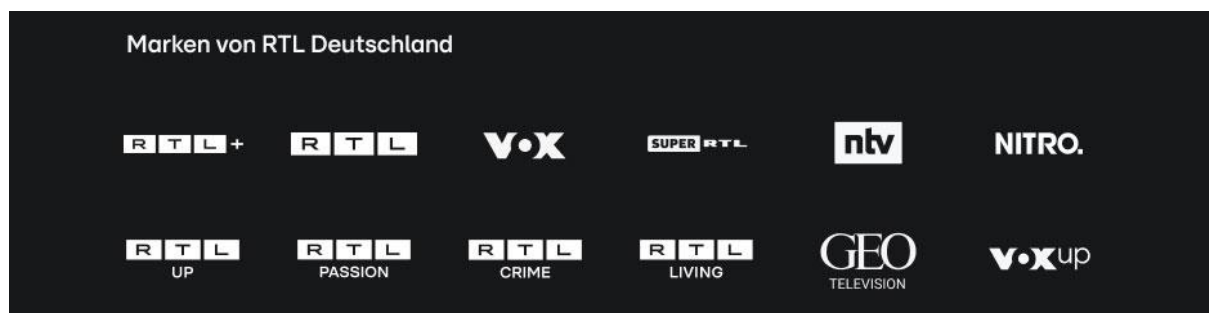 Marken von RTL Deutschland
RTL+ RTL VOX SUPER RTL ntv NITRO.
RTL RTL RTL RTL GEO voxup
UP PASSION CRIME LIVING TELEVISION